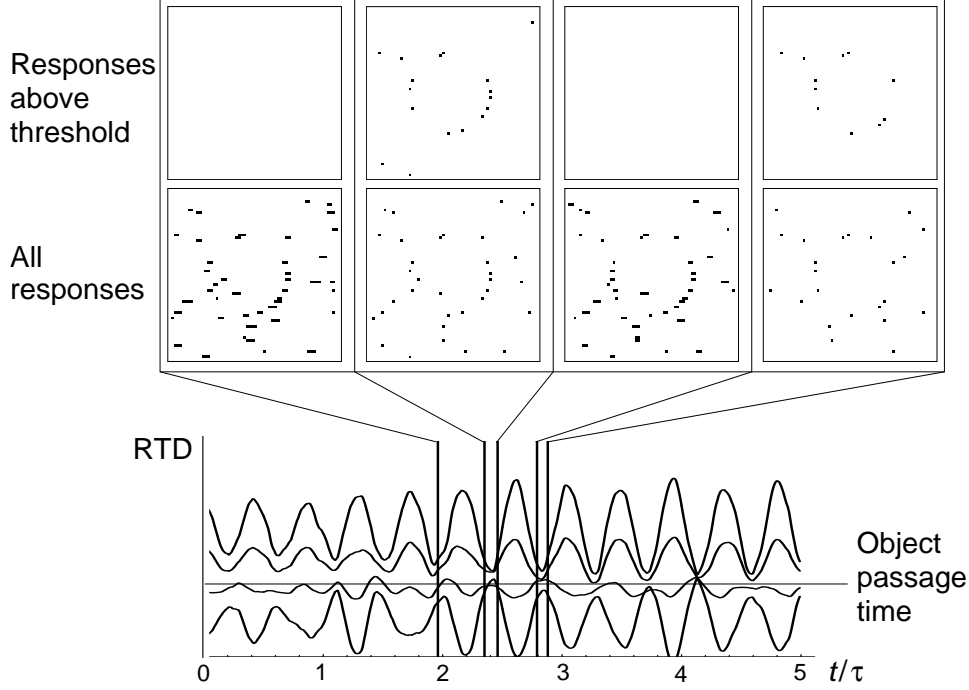 Responses
above
threshold
All
responses
RTD
Object
passage
time
0 1 2 3 4 5 t/τ